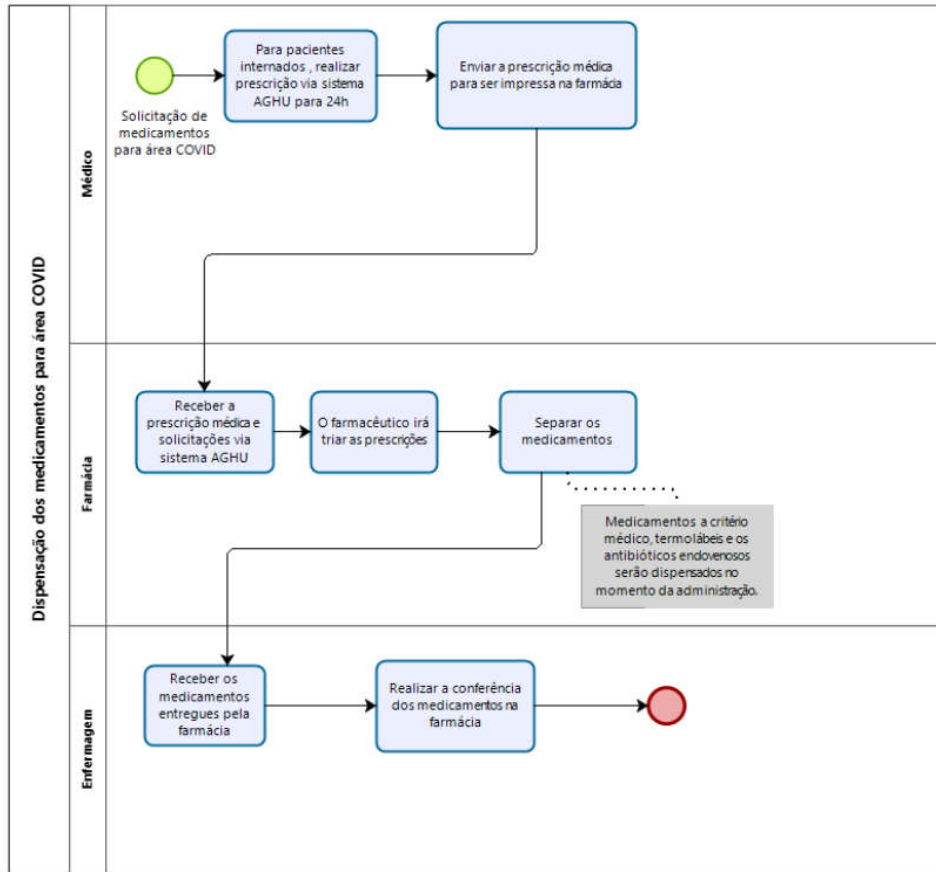 Dispensação dos medicamentos para área COVID
Médico
Solicitação de
medicamentos
para área COVID
Para pacientes
internados , realizar
prescrição via sistema
AGHU para 24h
Enviar a prescrição médica
para ser impressa na farmácia
Farmácia
Receber a
prescrição médica e
solicitações via
sistema AGHU
O farmacêutico irá
triar as prescrições
Separar os
medicamentos
Medicamentos a critério
médico, termolábeis e os
antibióticos endovenosos
serão dispensados no
momento da administração.
Enfermagem
Receber os
medicamentos
entregues pela
farmácia
Realizar a conferência
dos medicamentos na
farmácia